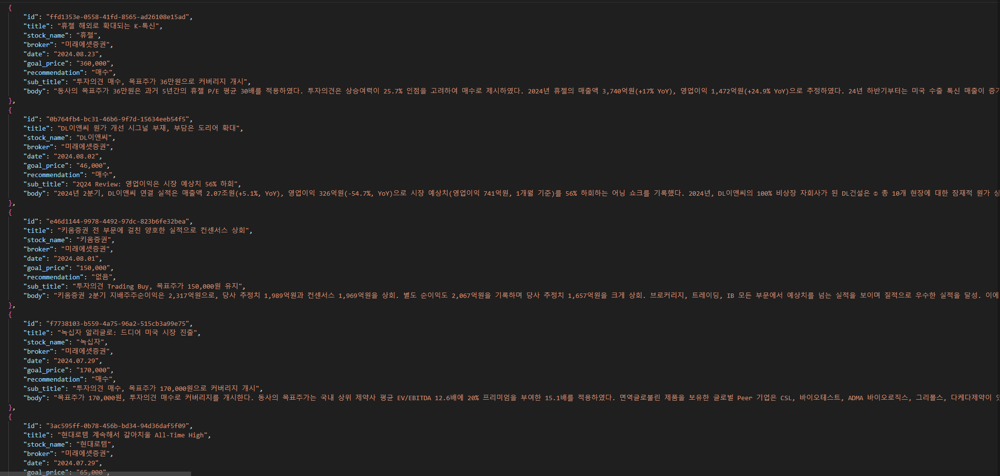 {
"id": "ffd1353e-0558-41fd-8565-ad26108e15ad",
"title": "휴젤 해외로 확대되는 K-톡신",
"stock_name": "휴젤",
"broker": "미래에셋증권",
"date": "2024.08.23",
"goal_price": "360,000",
"recommendation": "매수",
"sub_title": "투자의견 매수, 목표주가 36만원으로 커버리지 개시",
"body": "동사의 목표주가 36만원은 과거 5년간의 휴젤 P/E 평균 30배를 적용하였다. 투자의견은 상승여력이 25.7% 인점을 고려하여 매수로 제시하였다. 2024년 휴젤의 매출액 3,740억원(+17% YoY), 영업이익 1,472억원(+24.9% YoY)으로 추정하였다. 24년 하반기부터는 미국 수출 톡신 매출이 증가
},
{
"id": "0b764fb4-bc31-46b6-9f7d-15634eeb54f5",
"title": "DL이앤씨 원가 개선 시그널 부재, 부담은 도리어 확대",
"stock_name": "DL이앤씨",
"broker": "미래에셋증권",
"date": "2024.08.02",
"goal_price": "46,000",
"recommendation": "매수",
"sub_title": "2Q24 Review: 영업이익은 시장 예상치 56% 하회",
"body": "2024년 2분기, DL이앤씨 연결 실적은 매출액 2.07조원(+5.1%, YoY), 영업이익 326억원(-54.7%, YoY)으로 시장 예상치(영업이익 741억원, 1개월 기준)를 56% 하회하는 어닝 쇼크를 기록했다. 2024년, DL이앤씨의 100% 비상장 자회사가 된 DL건설은 ① 총 10개 현장에 대한 잠재적 원가 상
},
{
"id": "e46d1144-9978-4492-97dc-823b6fe32bea",
"title": "키움증권 전 부문에 걸친 양호한 실적으로 컨센서스 상회",
"stock_name": "키움증권",
"broker": "미래에셋증권",
"date": "2024.08.01",
"goal_price": "150,000",
"recommendation": "없음",
"sub_title": "투자의견 Trading Buy, 목표주가 150,000원 유지",
"body": "키움증권 2분기 지배주주순이익은 2,317억원으로, 당사 추정치 1,989억원과 컨센서스 1,969억원을 상회. 별도 순이익도 2,067억원을 기록하며 당사 추정치 1,657억원을 크게 상회. 브로커리지, 트레이딩, IB 모든 부문에서 예상치를 넘는 실적을 보이며 질적으로 우수한 실적을 달성. 이에
},
{
"id": "f7738103-b559-4a75-96a2-515cb3a99e75",
"title": "녹십자 알리글로: 드디어 미국 시장 진출",
"stock_name": "녹십자",
"broker": "미래에셋증권",
"date": "2024.07.29",
"goal_price": "170,000",
"recommendation": "매수",
"sub_title": "투자의견 매수, 목표주가 170,000원으로 커버리지 개시",
"body": "목표주가 170,000원, 투자의견 매수로 커버리지를 개시한다. 동사의 목표주가는 국내 상위 제약사 평균 EV/EBITDA 12.6배에 20% 프리미엄을 부여한 15.1배를 적용하였다. 면역글로불린 제품을 보유한 글로벌 Peer 기업은 CSL, 바이오테스트, ADMA 바이오로직스, 그리폴스, 다케다제약이
},
{
"id": "3ac595ff-0b78-456b-bd34-94d36daf5f09",
"title": "현대로템 계속해서 갈아치울 All-Time High",
"stock_name": "현대로템",
"broker": "미래에셋증권",
"date": "2024.07.29",
"goal_price": "65,000",